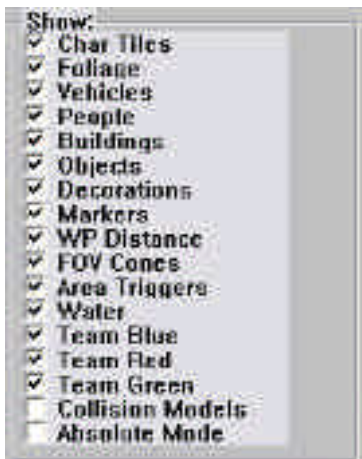 Show:
Char Tiles
Foliage
Vehicles
People
Buildings
Objects
Decorations
Markers
WP Distance
FOV Cones
Area Triggers
Water
Team Blue
Team Red
Team Green
Collision Models
Absolute Mode